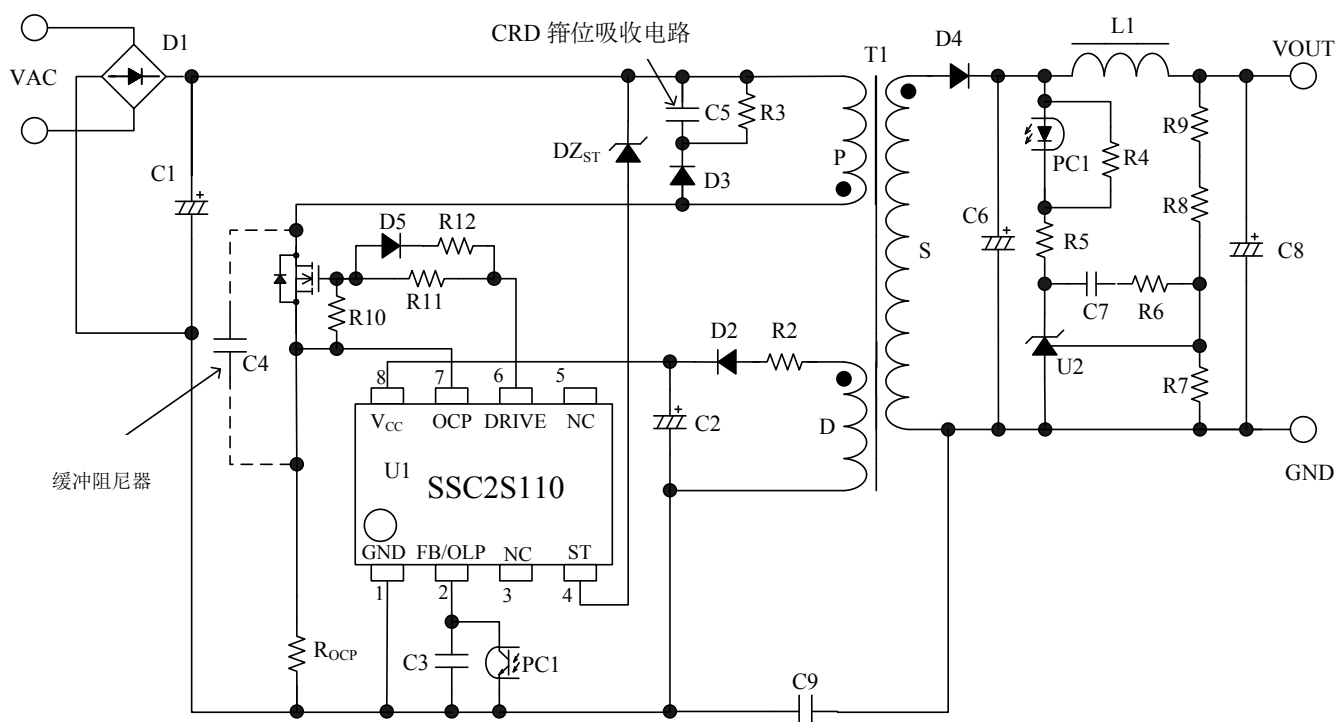 CRD 箝位吸收电路
D1
VAC
C1
DZST
C5
R3
D3
T1
P
S
D4
L1
VOUT
PC1
R4
R9
R8
R5
C6
C8
C7
R6
U2
R7
GND
D5
R12
R11
R10
C4
缓冲阻尼器
D2
R2
C2
D
8
7
6
5
VCC
OCP
DRIVE
NC
U1
SSC2S110
GND
FB/OLP
NC
ST
1
2
3
4
ROCP
C3
PC1
C9